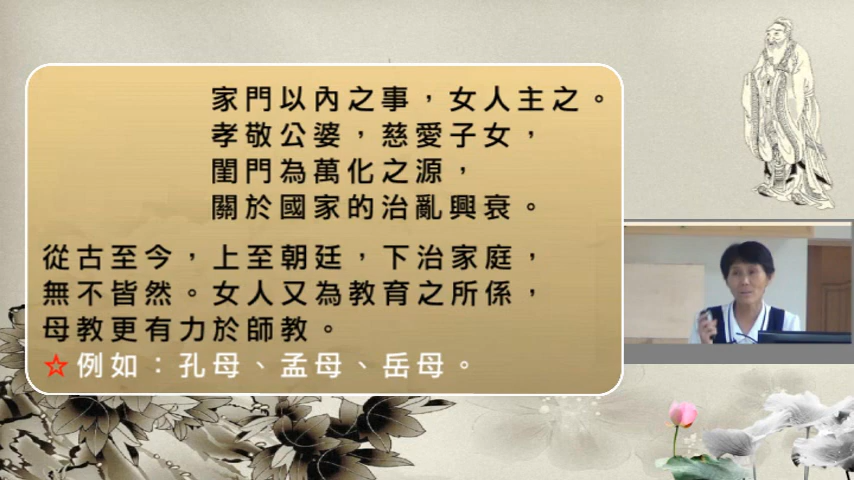 家門以內之事，女人主之。
孝敬公婆，慈愛子女，
閨門為萬化之源，
關於國家的治亂興衰。
從古至今，上至朝廷，下治家庭，
無不皆然。女人又為教育之所係，
母教更有力於師教。
☆例如：孔母、孟母、岳母。